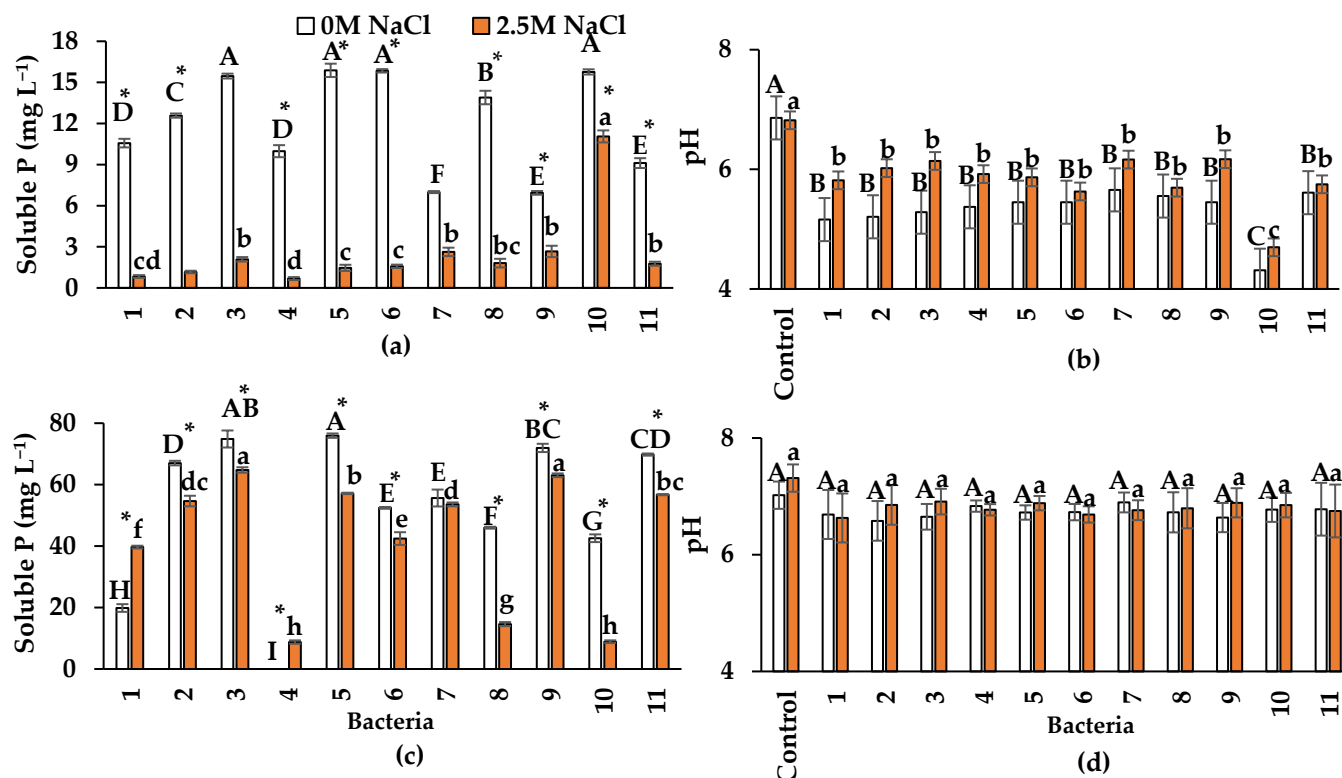 0M NaCl 2.5M NaCl
Soluble P (mg L⁻¹)
18
15
12
9
6
3
0
* D cd
* C
A b
* D d
A* c
A* c
F b
B* bc
E* b
A * a
E* b
1 2 3 4 5 6 7 8 9 10 11
(a)
pH
8
6
4
A a
B b
B b
B b
B b
B b
B b
B b
B b
B b
C c
B b
Control 1 2 3 4 5 6 7 8 9 10 11
(b)
Soluble P (mg L⁻¹)
80
60
40
20
0
H * f
D* dc
AB* a
I * h
A* b
E* e
E d
F* g
BC* a
G* h
CD* bc
1 2 3 4 5 6 7 8 9 10 11
Bacteria
(c)
pH
8
6
4
A a
A a
A a
A a
A a
A a
A a
A a
A a
A a
A a
A a
Control 1 2 3 4 5 6 7 8 9 10 11
Bacteria
(d)